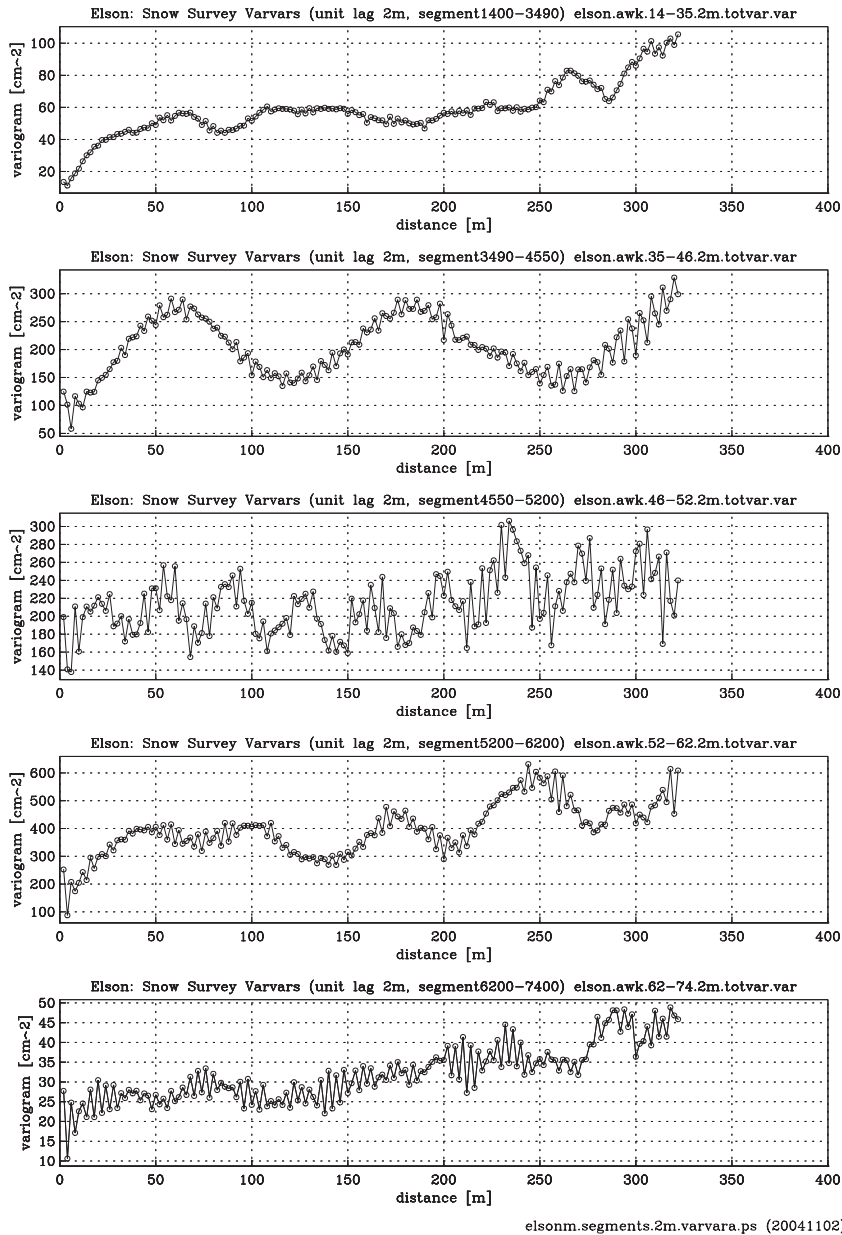 Elson: Snow Survey Varvars (unit lag 2m, segment1400-3490) elson.awk.14-35.2m.totvar.var
variogram [cm^2]
100
80
60
40
20
0 50 100 150 200 250 300 350 400
distance [m]
Elson: Snow Survey Varvars (unit lag 2m, segment3490-4550) elson.awk.35-46.2m.totvar.var
variogram [cm^2]
300
250
200
150
100
50
0 50 100 150 200 250 300 350 400
distance [m]
Elson: Snow Survey Varvars (unit lag 2m, segment4550-5200) elson.awk.46-52.2m.totvar.var
variogram [cm^2]
300
280
260
240
220
200
180
160
140
0 50 100 150 200 250 300 350 400
distance [m]
Elson: Snow Survey Varvars (unit lag 2m, segment5200-6200) elson.awk.52-62.2m.totvar.var
variogram [cm^2]
600
500
400
300
200
100
0 50 100 150 200 250 300 350 400
distance [m]
Elson: Snow Survey Varvars (unit lag 2m, segment6200-7400) elson.awk.62-74.2m.totvar.var
variogram [cm^2]
50
45
40
35
30
25
20
15
10
0 50 100 150 200 250 300 350 400
distance [m]
elsonm.segments.2m.varvara.ps (20041102)